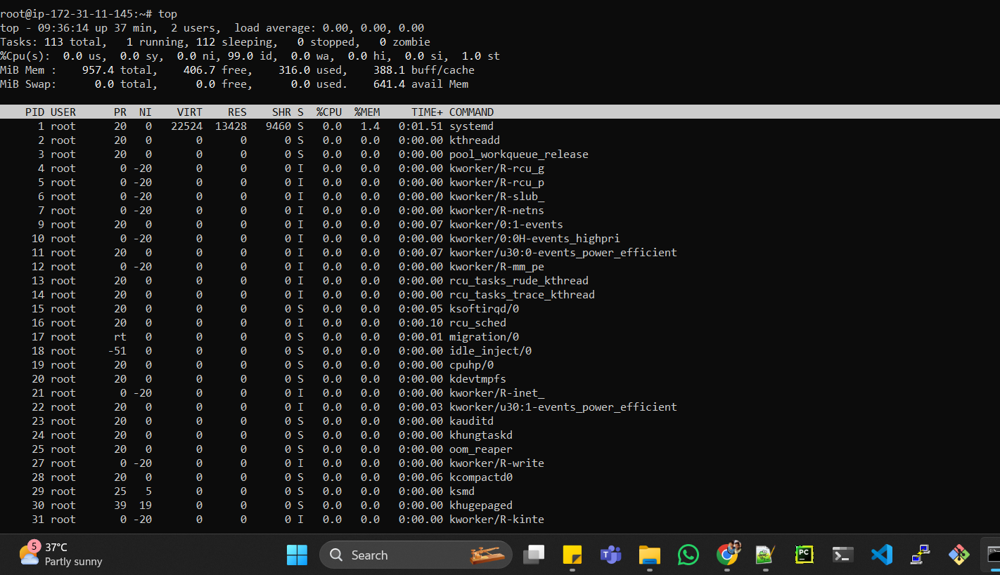 root@ip-172-31-11-145:~# top
top - 09:36:14 up 37 min,  2 users,  load average: 0.00, 0.00, 0.00
Tasks: 113 total,   1 running, 112 sleeping,   0 stopped,   0 zombie
%Cpu(s):  0.0 us,  0.0 sy,  0.0 ni, 99.0 id,  0.0 wa,  0.0 hi,  0.0 si,  1.0 st
MiB Mem :    957.4 total,    406.7 free,    316.0 used,    388.1 buff/cache
MiB Swap:      0.0 total,      0.0 free,      0.0 used.    641.4 avail Mem
    PID USER      PR  NI    VIRT    RES    SHR S  %CPU  %MEM     TIME+ COMMAND
      1 root      20   0   22524  13428   9460 S   0.0   1.4   0:01.51 systemd
      2 root      20   0       0      0      0 S   0.0   0.0   0:00.00 kthreadd
      3 root      20   0       0      0      0 S   0.0   0.0   0:00.00 pool_workqueue_release
      4 root       0 -20       0      0      0 I   0.0   0.0   0:00.00 kworker/R-rcu_g
      5 root       0 -20       0      0      0 I   0.0   0.0   0:00.00 kworker/R-rcu_p
      6 root       0 -20       0      0      0 I   0.0   0.0   0:00.00 kworker/R-slub_
      7 root       0 -20       0      0      0 I   0.0   0.0   0:00.00 kworker/R-netns
      9 root      20   0       0      0      0 I   0.0   0.0   0:00.07 kworker/0:1-events
     10 root       0 -20       0      0      0 I   0.0   0.0   0:00.00 kworker/0:0H-events_highpri
     11 root      20   0       0      0      0 I   0.0   0.0   0:00.07 kworker/u30:0-events_power_efficient
     12 root       0 -20       0      0      0 I   0.0   0.0   0:00.00 kworker/R-mm_pe
     13 root      20   0       0      0      0 I   0.0   0.0   0:00.00 rcu_tasks_rude_kthread
     14 root      20   0       0      0      0 I   0.0   0.0   0:00.00 rcu_tasks_trace_kthread
     15 root      20   0       0      0      0 S   0.0   0.0   0:00.05 ksoftirqd/0
     16 root      20   0       0      0      0 I   0.0   0.0   0:00.10 rcu_sched
     17 root      rt   0       0      0      0 S   0.0   0.0   0:00.01 migration/0
     18 root     -51   0       0      0      0 S   0.0   0.0   0:00.00 idle_inject/0
     19 root      20   0       0      0      0 S   0.0   0.0   0:00.00 cpuhp/0
     20 root      20   0       0      0      0 S   0.0   0.0   0:00.00 kdevtmpfs
     21 root       0 -20       0      0      0 I   0.0   0.0   0:00.00 kworker/R-inet_
     22 root      20   0       0      0      0 I   0.0   0.0   0:00.03 kworker/u30:1-events_power_efficient
     23 root      20   0       0      0      0 S   0.0   0.0   0:00.00 kauditd
     24 root      20   0       0      0      0 S   0.0   0.0   0:00.00 khungtaskd
     25 root      20   0       0      0      0 S   0.0   0.0   0:00.00 oom_reaper
     27 root       0 -20       0      0      0 I   0.0   0.0   0:00.00 kworker/R-write
     28 root      20   0       0      0      0 S   0.0   0.0   0:00.06 kcompactd0
     29 root      25   5       0      0      0 S   0.0   0.0   0:00.00 ksmd
     30 root      39  19       0      0      0 S   0.0   0.0   0:00.00 khugepaged
     31 root       0 -20       0      0      0 I   0.0   0.0   0:00.00 kworker/R-kinte
5
37°C
Partly sunny
Search
T
PC